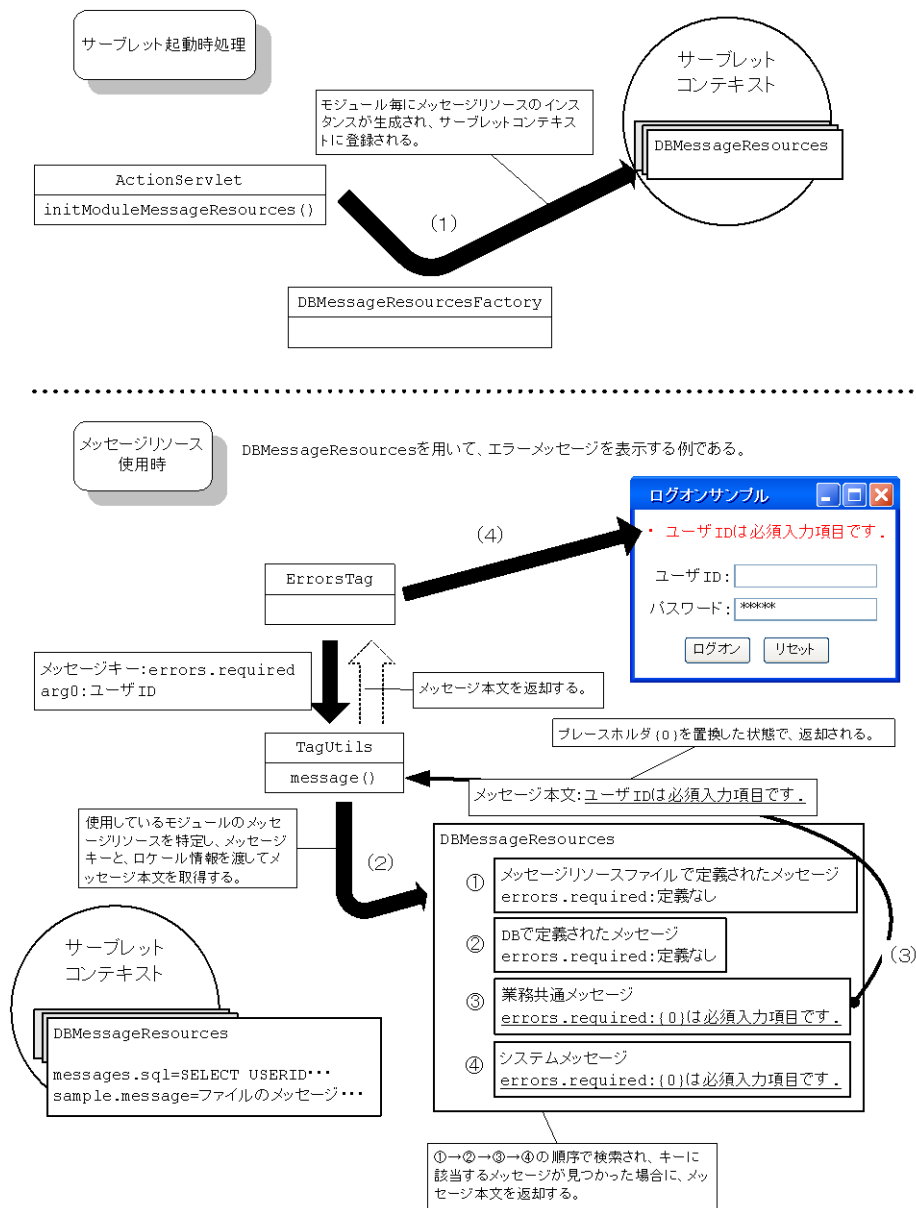 サーブレット起動時処理
サーブレット
コンテキスト
モジュール毎にメッセージリソースのインス
タンスが生成され、サーブレットコンテキス
トに登録される。
DBMessageResources
ActionServlet
initModuleMessageResources()
(1)
DBMessageResourcesFactory
メッセージリソース
使用時
DBMessageResourcesを用いて、エラーメッセージを表示する例である。
ログオンサンプル
・ ユーザIDは必須入力項目です.
ユーザID:
パスワード: *****
ログオン
リセット
(4)
ErrorsTag
メッセージキー:errors.required
arg0:ユーザID
メッセージ本文を返却する。
プレースホルダ{0}を置換した状態で、返却される。
TagUtils
message()
メッセージ本文:ユーザIDは必須入力項目です.
使用しているモジュールのメッセ
ージリソースを特定し、メッセージ
キーと、ロケール情報を渡してメ
ッセージ本文を取得する。
(2)
DBMessageResources
① メッセージリソースファイルで定義されたメッセージ
errors.required:定義なし
② DBで定義されたメッセージ
errors.required:定義なし
③ 業務共通メッセージ
errors.required:{0}は必須入力項目です.
④ システムメッセージ
errors.required:{0}は必須入力項目です.
(3)
サーブレット
コンテキスト
DBMessageResources
messages.sql=SELECT USERID・・・
sample.message=ファイルのメッセージ・・・
①→②→③→④の順序で検索され、キーに
該当するメッセージが見つかった場合に、メッ
セージ本文を返却する。